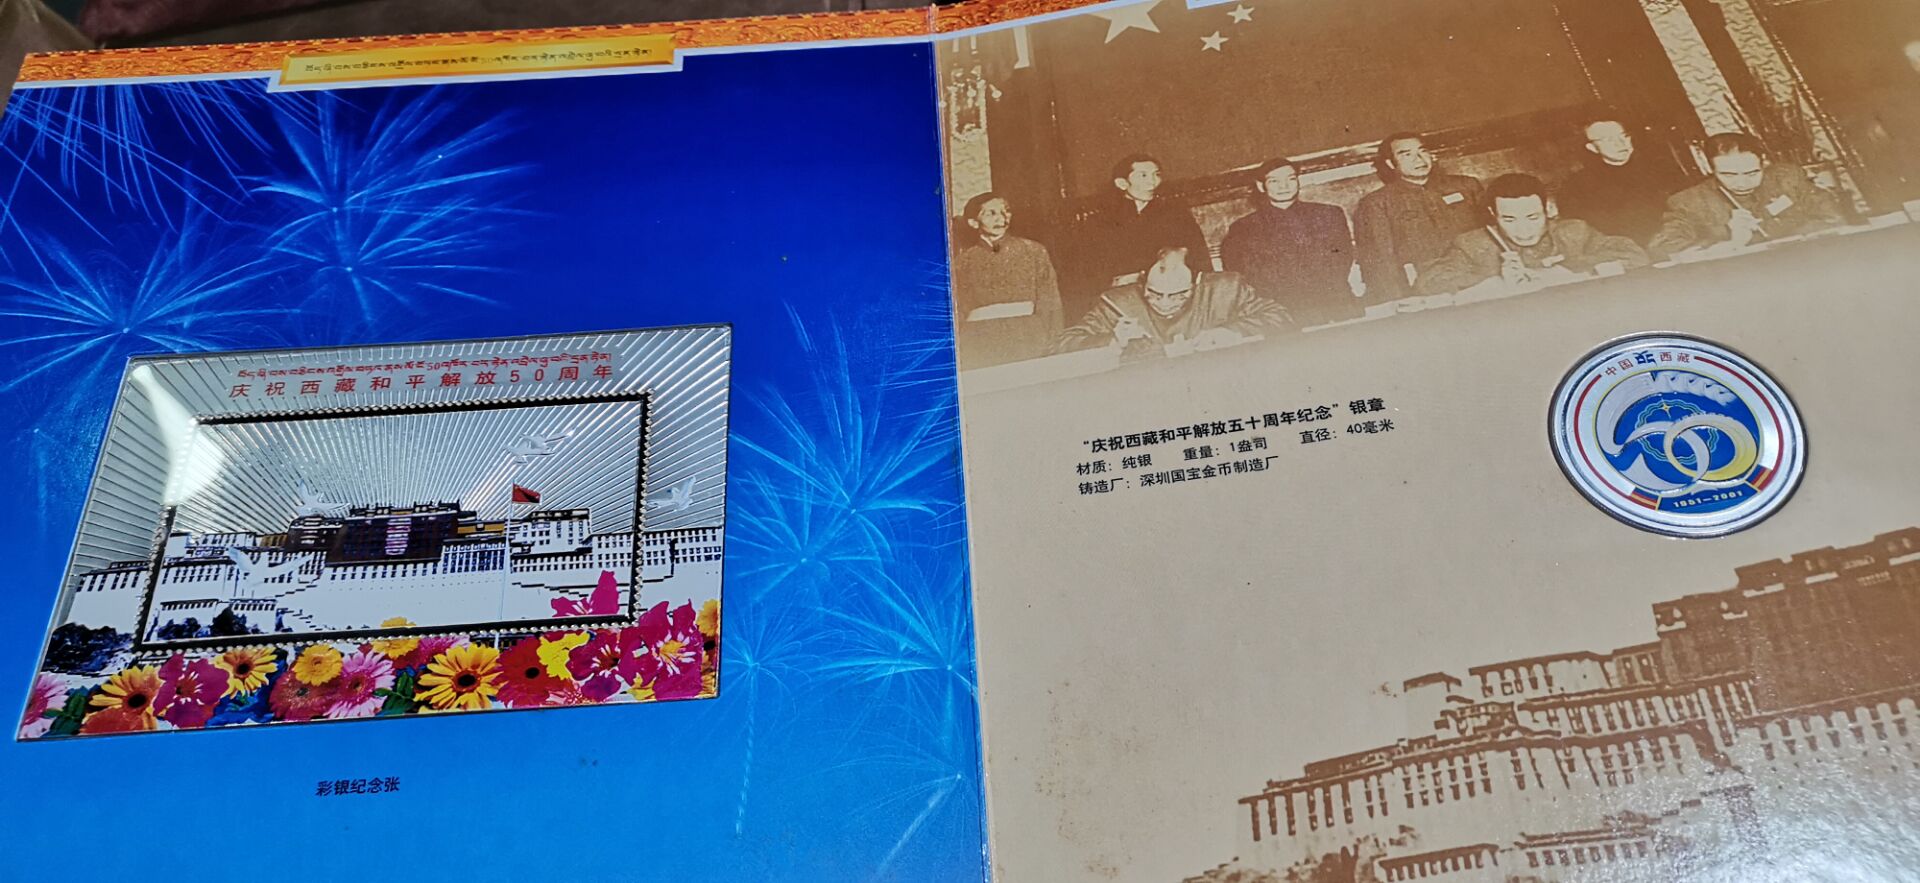 庆祝西藏和平解放50周年
彩银纪念张
“庆祝西藏和平解放五十周年纪念”银章
材质：纯银 重量：1盎司 直径：40毫米
铸造厂：深圳国宝金币制造厂
中国 西藏
1951—2001